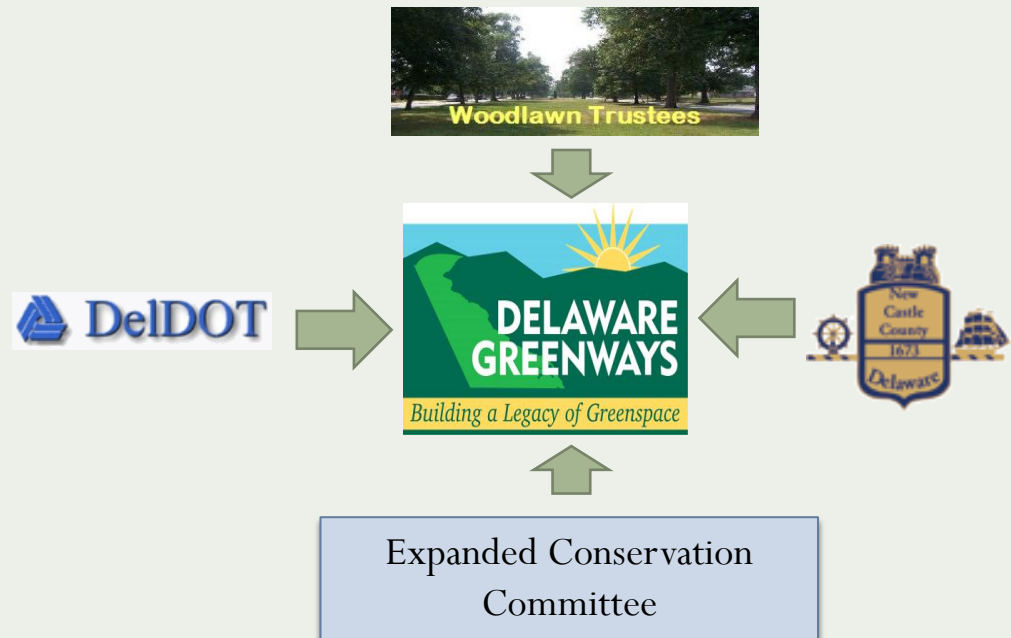 Woodlawn Trustees
DelDOT
DELAWARE
GREENWAYS
Building a Legacy of Greenspace
New
Castle
County
1673
Delaware
Expanded Conservation
Committee